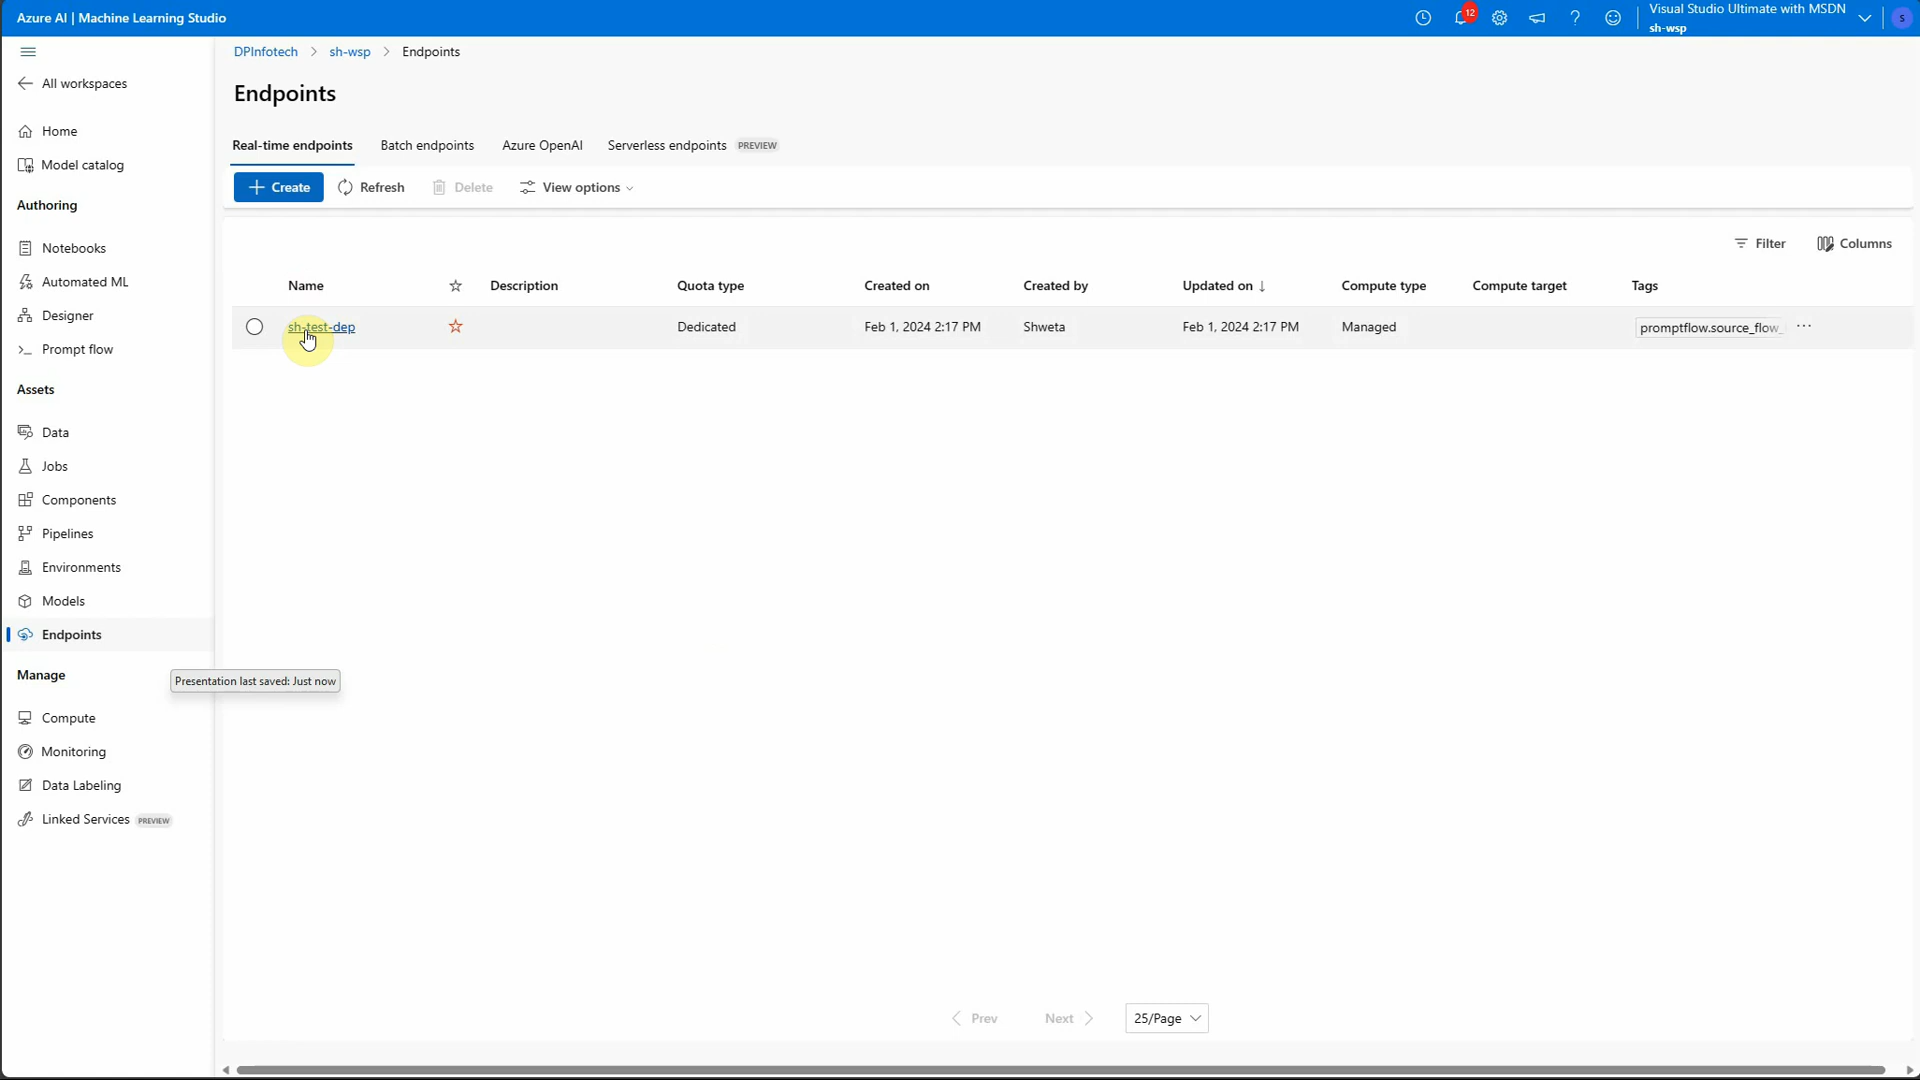 Azure AI | Machine Learning Studio
12
Visual Studio Ultimate with MSDN
sh-wsp
S
All workspaces
Home
Model catalog
Authoring
Notebooks
Automated ML
Designer
Prompt flow
Assets
Data
Jobs
Components
Pipelines
Environments
Models
Endpoints
Manage
Presentation last saved: Just now
Compute
Monitoring
Data Labeling
Linked Services PREVIEW
DPInfotech > sh-wsp > Endpoints
Endpoints
Real-time endpoints Batch endpoints Azure OpenAI Serverless endpoints PREVIEW
+ Create Refresh Delete View options
Filter Columns
Name Description Quota type Created on Created by Updated on ↓ Compute type Compute target Tags
sh-test-dep Dedicated Feb 1, 2024 2:17 PM Shweta Feb 1, 2024 2:17 PM Managed promptflow.source_flow_ ...
< Prev Next > 25/Page